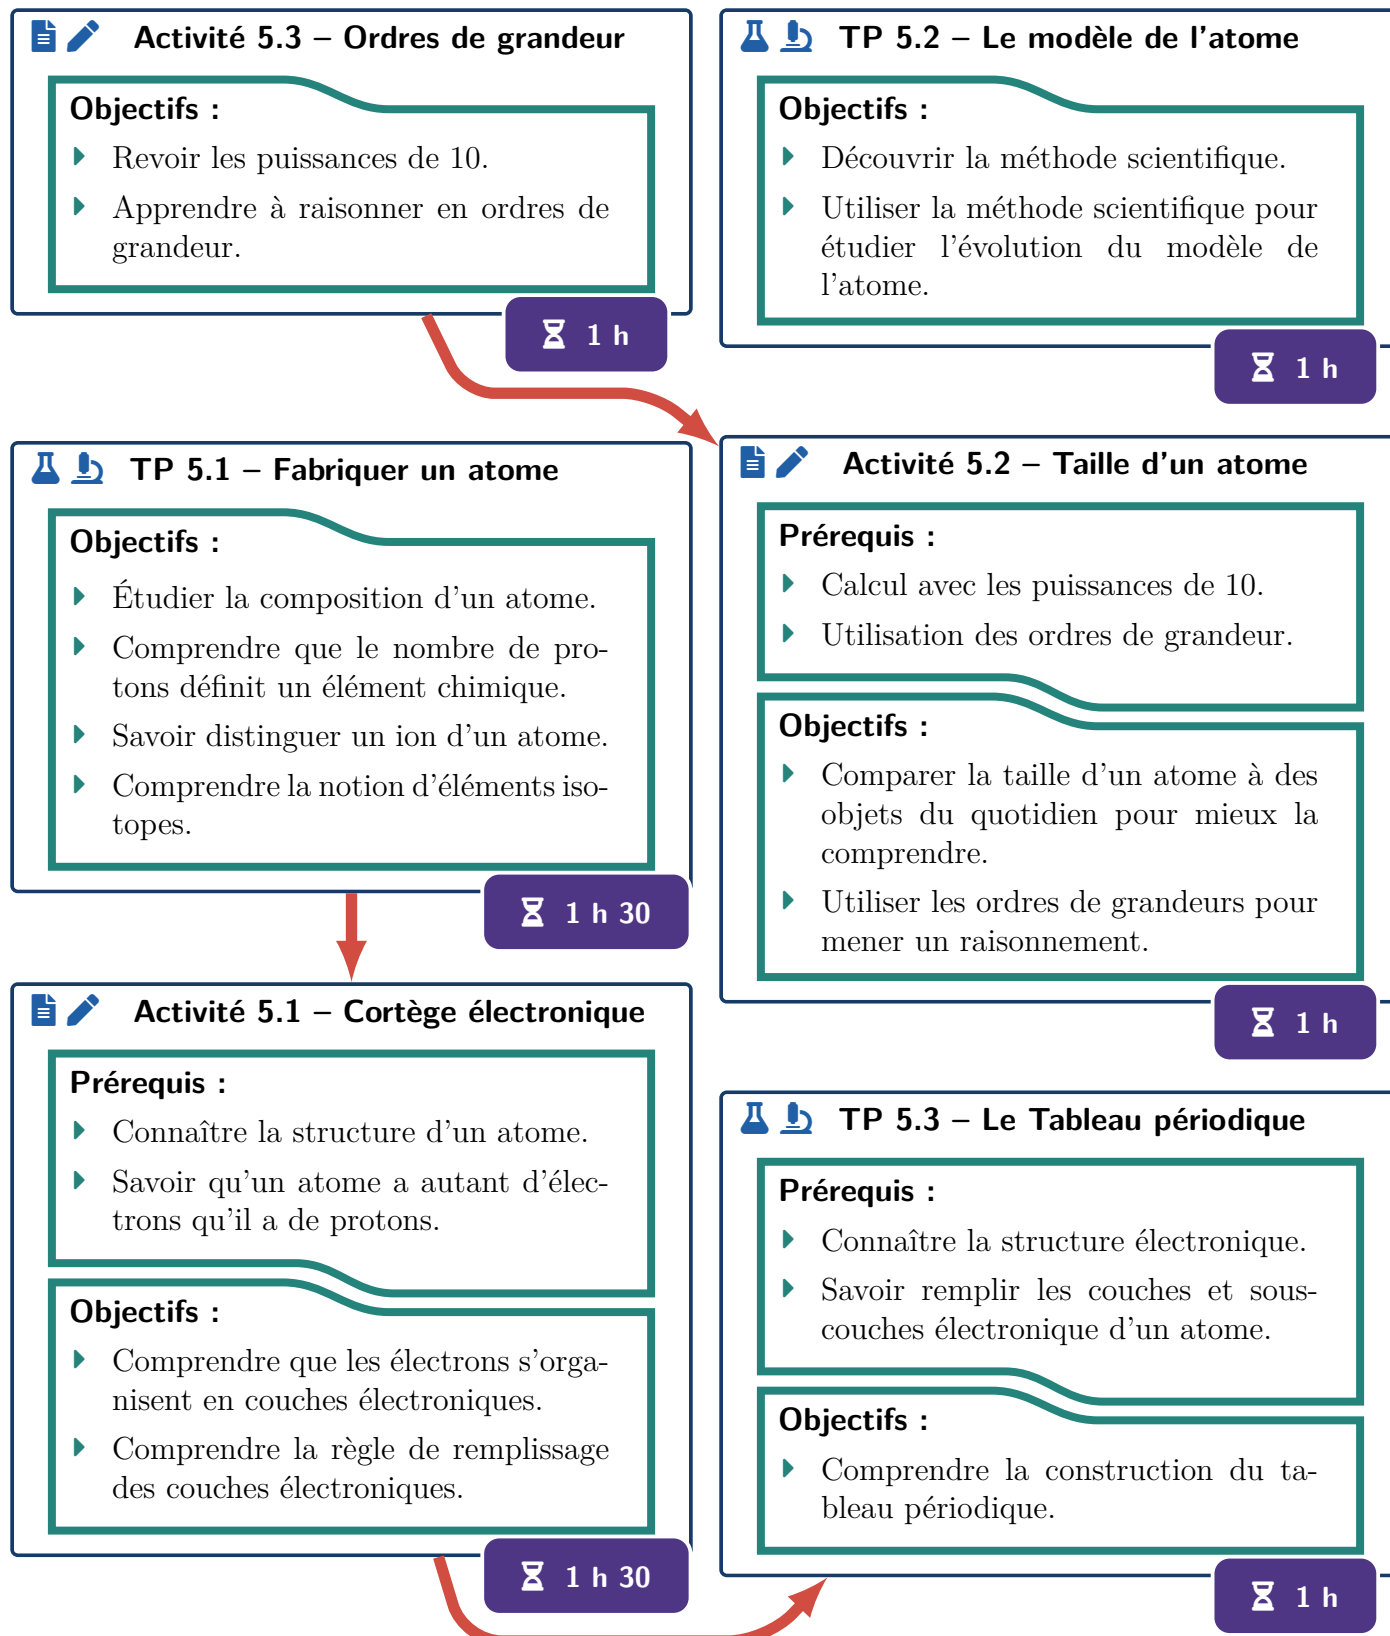 Activité 5.3 – Ordres de grandeur
Objectifs :
Revoir les puissances de 10.
Apprendre à raisonner en ordres de
grandeur.
1 h
TP 5.2 – Le modèle de l'atome
Objectifs :
Découvrir la méthode scientifique.
Utiliser la méthode scientifique pour
étudier l'évolution du modèle de
l'atome.
1 h
TP 5.1 – Fabriquer un atome
Objectifs :
Étudier la composition d'un atome.
Comprendre que le nombre de pro-
tons définit un élément chimique.
Savoir distinguer un ion d'un atome.
Comprendre la notion d'éléments iso-
topes.
1 h 30
Activité 5.2 – Taille d'un atome
Prérequis :
Calcul avec les puissances de 10.
Utilisation des ordres de grandeur.
Objectifs :
Comparer la taille d'un atome à des
objets du quotidien pour mieux la
comprendre.
Utiliser les ordres de grandeurs pour
mener un raisonnement.
1 h
Activité 5.1 – Cortège électronique
Prérequis :
Connaître la structure d'un atome.
Savoir qu'un atome a autant d'élec-
trons qu'il a de protons.
Objectifs :
Comprendre que les électrons s'orga-
nisent en couches électroniques.
Comprendre la règle de remplissage
des couches électroniques.
1 h 30
TP 5.3 – Le Tableau périodique
Prérequis :
Connaître la structure électronique.
Savoir remplir les couches et sous-
couches électronique d'un atome.
Objectifs :
Comprendre la construction du ta-
bleau périodique.
1 h